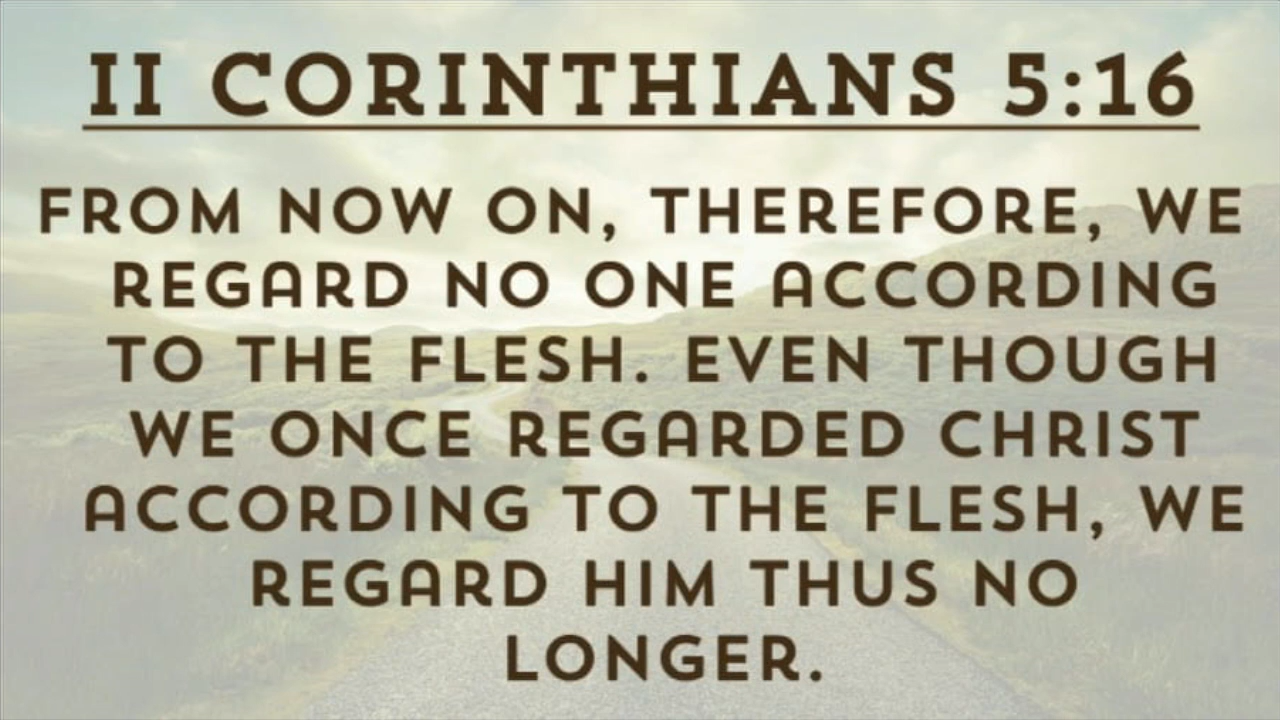 II CORINTHIANS 5:16
FROM NOW ON, THEREFORE, WE
REGARD NO ONE ACCORDING
TO THE FLESH. EVEN THOUGH
WE ONCE REGARDED CHRIST
ACCORDING TO THE FLESH, WE
REGARD HIM THUS NO
LONGER.